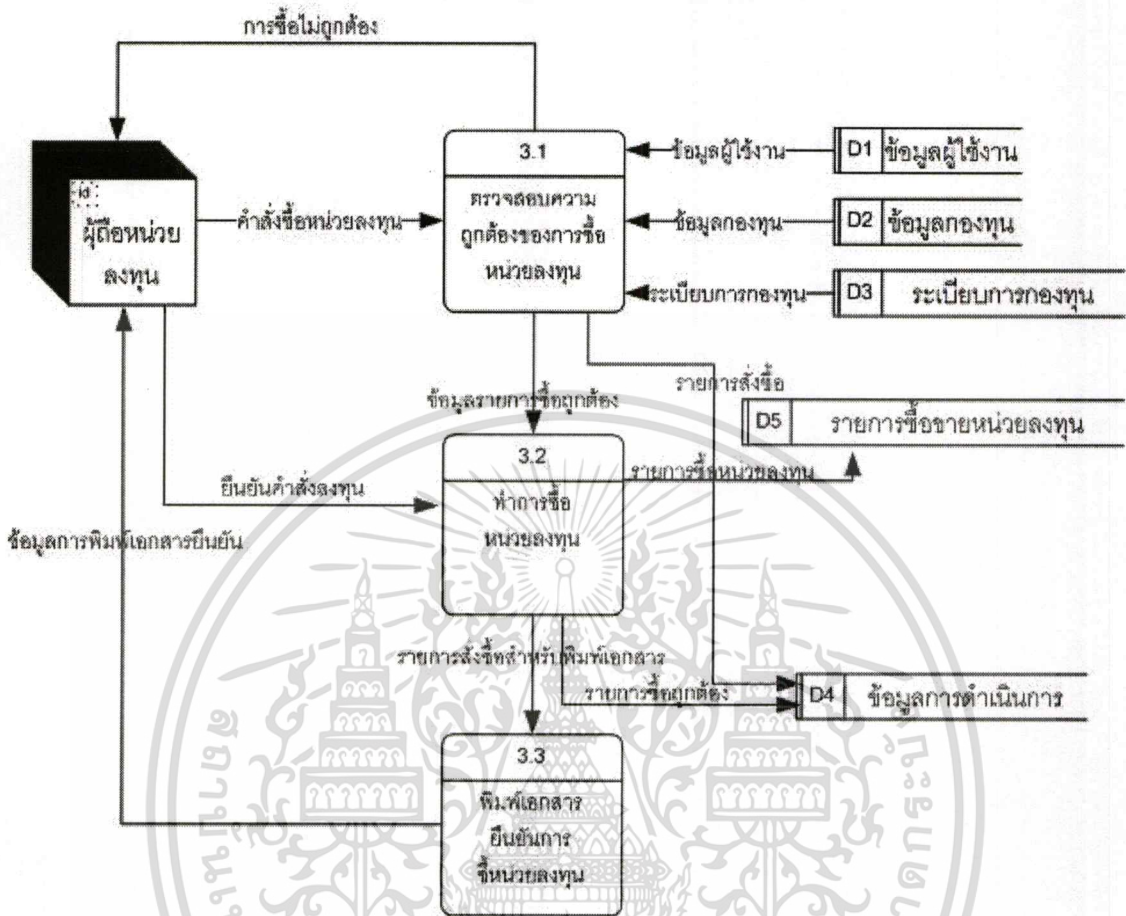 การซื้อไม่ถูกต้อง
id
ผู้ถือหน่วย
ลงทุน
คำสั่งซื้อหน่วยลงทุน
3.1
ตรวจสอบความ
ถูกต้องของการซื้อ
หน่วยลงทุน
ข้อมูลผู้ใช้งาน
D1 ข้อมูลผู้ใช้งาน
ข้อมูลกองทุน
D2 ข้อมูลกองทุน
ระเบียบการกองทุน
D3 ระเบียบการกองทุน
รายการสั่งซื้อ
ข้อมูลรายการซื้อถูกต้อง
D5 รายการซื้อขายหน่วยลงทุน
3.2
ทำการซื้อ
หน่วยลงทุน
รายการซื้อหน่วยลงทุน
ยืนยันคำสั่งลงทุน
ข้อมูลการพิมพ์เอกสารยืนยัน
รายการสั่งซื้อสำหรับพิมพ์เอกสาร
รายการซื้อถูกต้อง
D4 ข้อมูลการดำเนินการ
3.3
พิมพ์เอกสาร
ยืนยันการ
ซื้หน่วยลงทุน